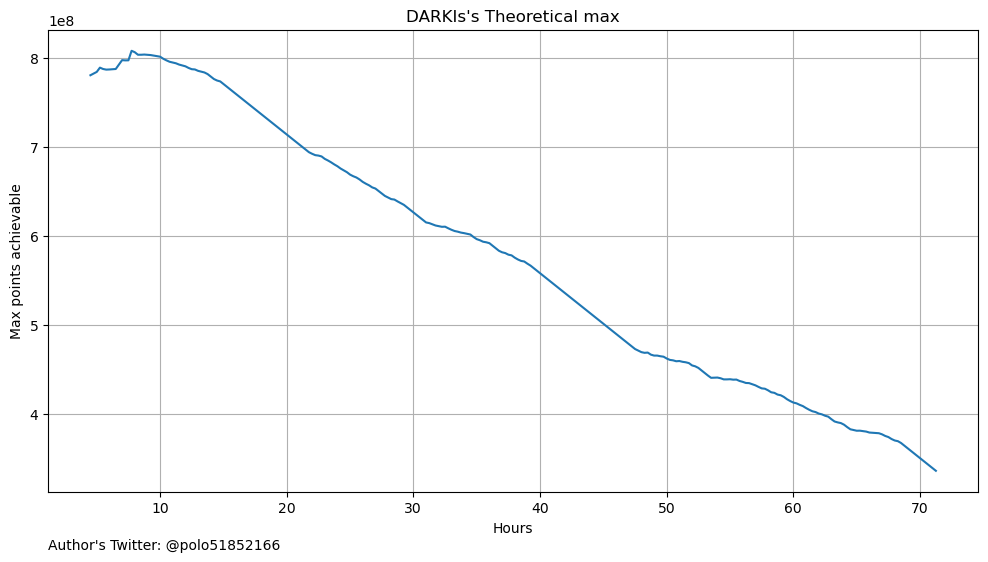 DARKIs's Theoretical max
1e8
8
7
6
5
4
Max points achievable
10 20 30 40 50 60 70
Hours
Author's Twitter: @polo51852166